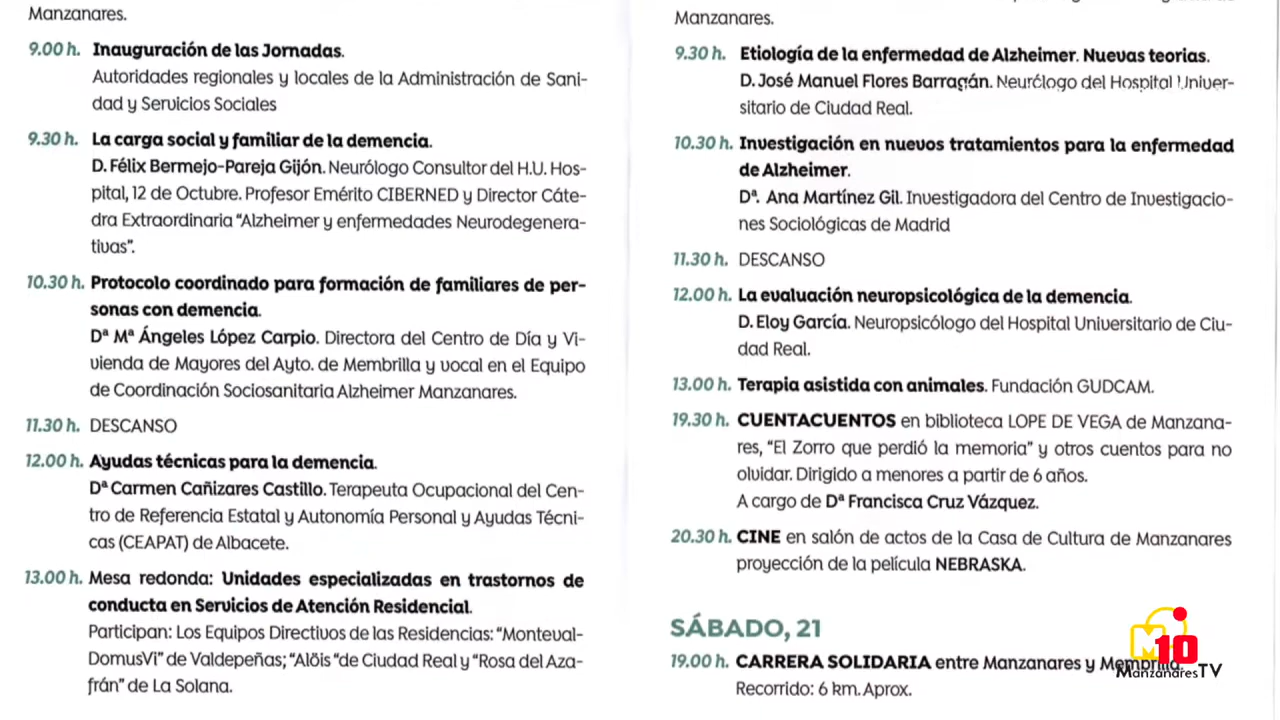 Manzanares.
9.00 h. Inauguración de las Jornadas.
Autoridades regionales y locales de la Administración de Sani-
dad y Servicios Sociales
9.30 h. La carga social y familiar de la demencia.
D. Félix Bermejo-Pareja Gijón. Neurólogo Consultor del H.U. Hos-
pital, 12 de Octubre. Profesor Emérito CIBERNED y Director Cáte-
dra Extraordinaria "Alzheimer y enfermedades Neurodegenera-
tivas".
10.30 h. Protocolo coordinado para formación de familiares de per-
sonas con demencia.
Dª Mª Ángeles López Carpio. Directora del Centro de Día y Vi-
vienda de Mayores del Ayto. de Membrilla y vocal en el Equipo
de Coordinación Sociosanitaria Alzheimer Manzanares.
11.30 h. DESCANSO
12.00 h. Ayudas técnicas para la demencia.
Dª Carmen Cañizares Castillo. Terapeuta Ocupacional del Cen-
tro de Referencia Estatal y Autonomía Personal y Ayudas Técni-
cas (CEAPAT) de Albacete.
13.00 h. Mesa redonda: Unidades especializadas en trastornos de
conducta en Servicios de Atención Residencial.
Participan: Los Equipos Directivos de las Residencias: "Monteval-
DomusVi" de Valdepeñas; "Alöis "de Ciudad Real y "Rosa del Aza-
frán" de La Solana.
Manzanares.
9.30 h. Etiología de la enfermedad de Alzheimer. Nuevas teorias.
D. José Manuel Flores Barragán. Neurólogo del Hospital Univer-
sitario de Ciudad Real.
10.30 h. Investigación en nuevos tratamientos para la enfermedad
de Alzheimer.
Dª. Ana Martínez Gil. Investigadora del Centro de Investigacio-
nes Sociológicas de Madrid
11.30 h. DESCANSO
12.00 h. La evaluación neuropsicológica de la demencia.
D. Eloy García. Neuropsicólogo del Hospital Universitario de Ciu-
dad Real.
13.00 h. Terapia asistida con animales. Fundación GUDCAM.
19.30 h. CUENTACUENTOS en biblioteca LOPE DE VEGA de Manzana-
res, "El Zorro que perdió la memoria" y otros cuentos para no
olvidar. Dirigido a menores a partir de 6 años.
A cargo de Dª Francisca Cruz Vázquez.
20.30 h. CINE en salón de actos de la Casa de Cultura de Manzanares
proyección de la película NEBRASKA.
SÁBADO, 21
19.00 h. CARRERA SOLIDARIA entre Manzanares y Membrilla.
Recorrido: 6 km. Aprox.
M10
Manzanares TV